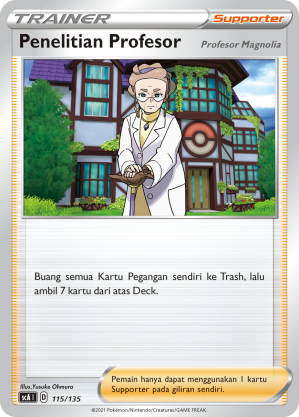 TRAINER Supporter
Penelitian Profesor Profesor Magnolia
Buang semua Kartu Pegangan sendiri ke Trash, lalu
ambil 7 kartu dari atas Deck.
Illus.Yusuke Ohmura
Pemain hanya dapat menggunakan 1 kartu
Supporter pada giliran sendiri.
D 115/135
©2021 Pokémon/Nintendo/Creatures/GAME FREAK.